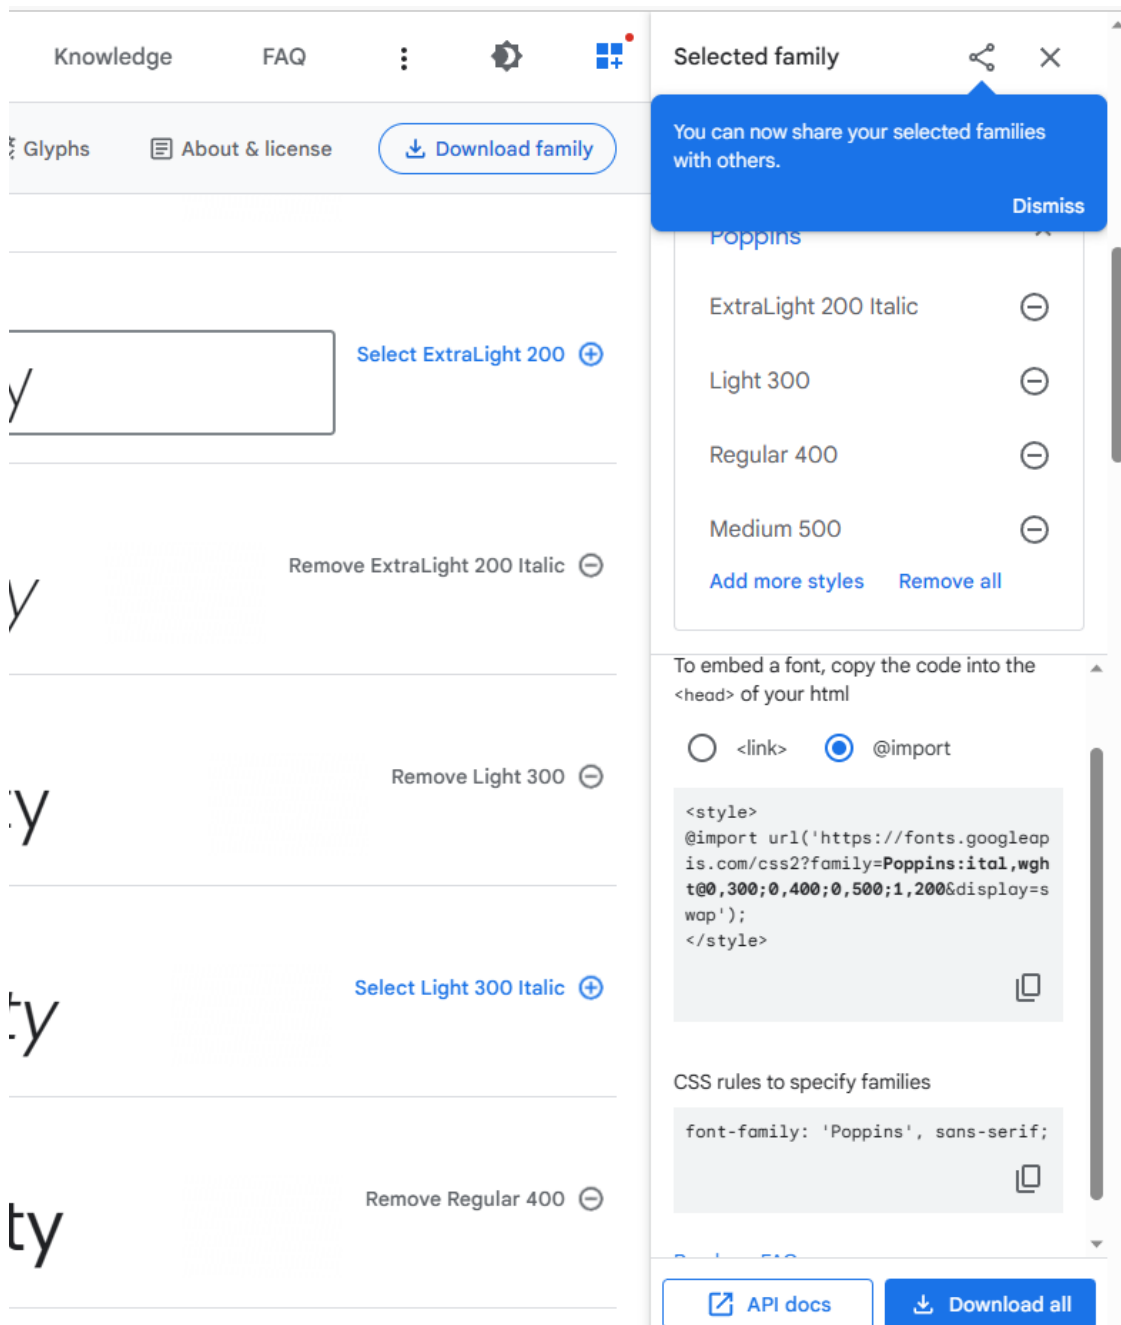 Knowledge
FAQ
Selected family
Glyphs
About & license
Download family
You can now share your selected families
with others.
Dismiss
Poppins
ExtraLight 200 Italic
Light 300
Regular 400
Medium 500
Add more styles
Remove all
Select ExtraLight 200
y
Remove ExtraLight 200 Italic
y
Remove Light 300
ty
Select Light 300 Italic
ty
Remove Regular 400
ty
To embed a font, copy the code into the
<head> of your html
<link>
@import
<style>
@import url('https://fonts.googleap
is.com/css2?family=Poppins:ital,wgh
t@0,300;0,400;0,500;1,200&display=s
wap');
</style>
CSS rules to specify families
font-family: 'Poppins', sans-serif;
API docs
Download all